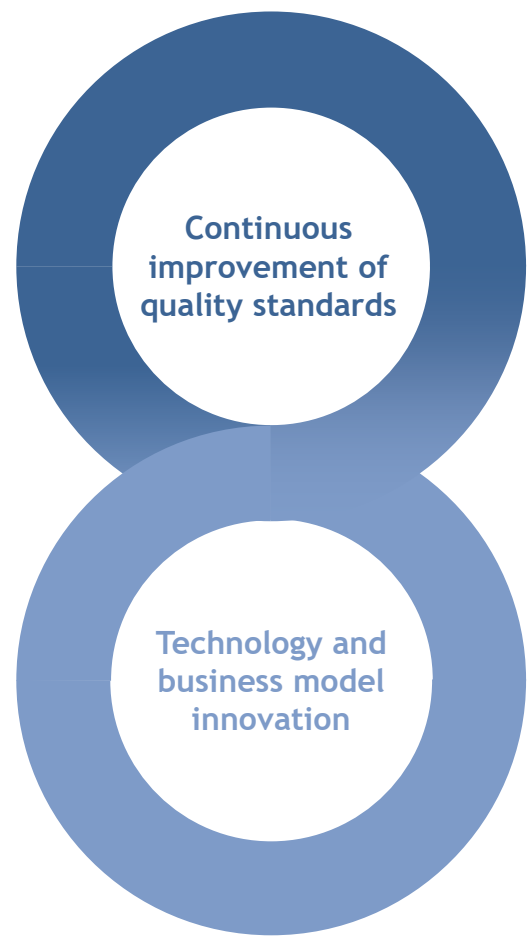 Continuous
improvement of
quality standards
Technology and
business model
innovation